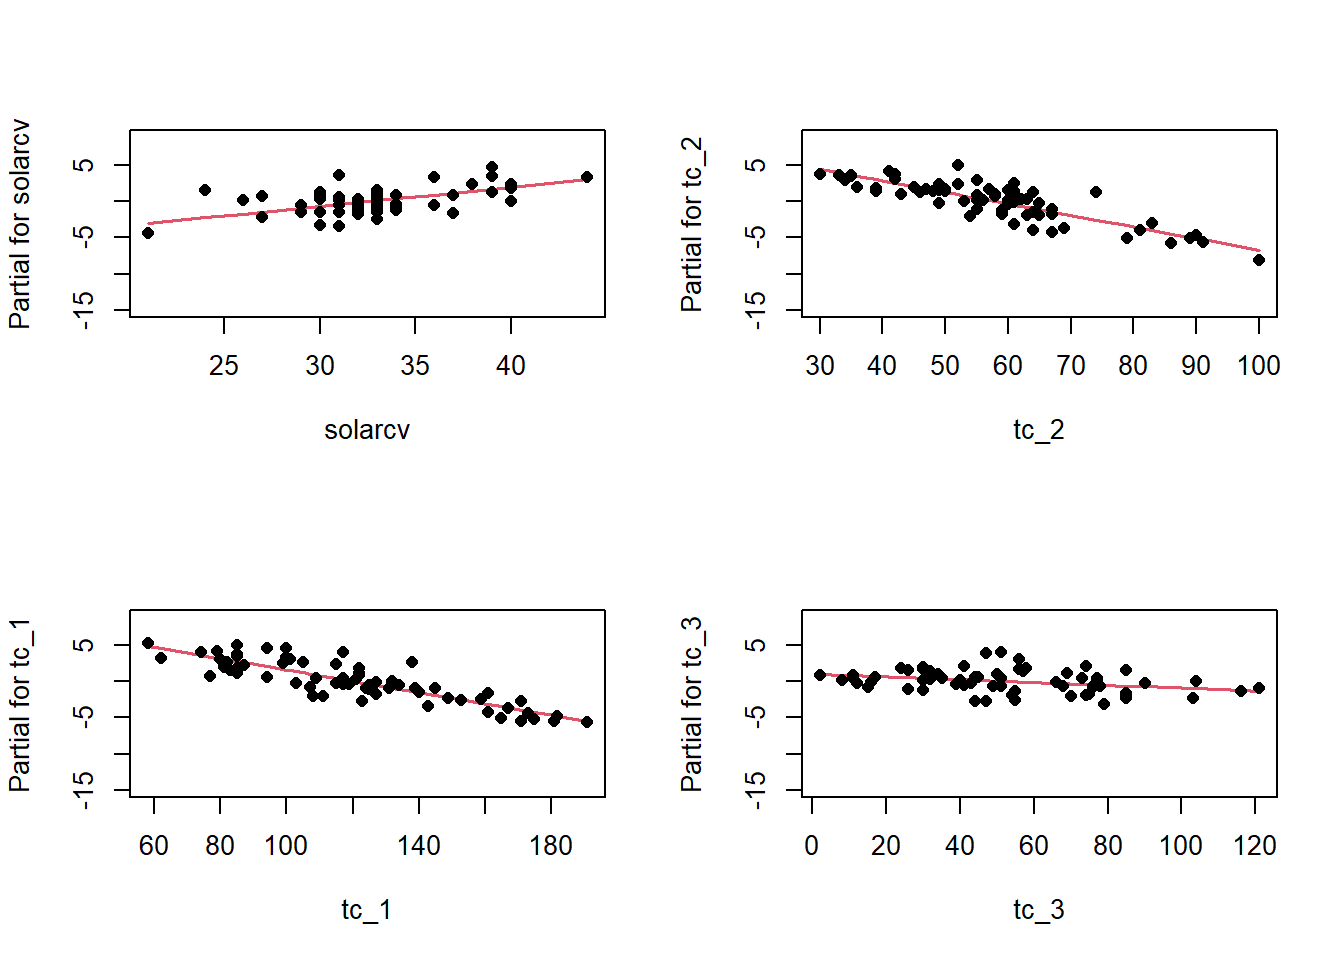 Partial for solarcv
5
-5
-15
25 30 35 40
solarcv
Partial for tc_2
5
-5
-15
30 40 50 60 70 80 90 100
tc_2
Partial for tc_1
5
-5
-15
60 80 100 140 180
tc_1
Partial for tc_3
5
-5
-15
0 20 40 60 80 100 120
tc_3